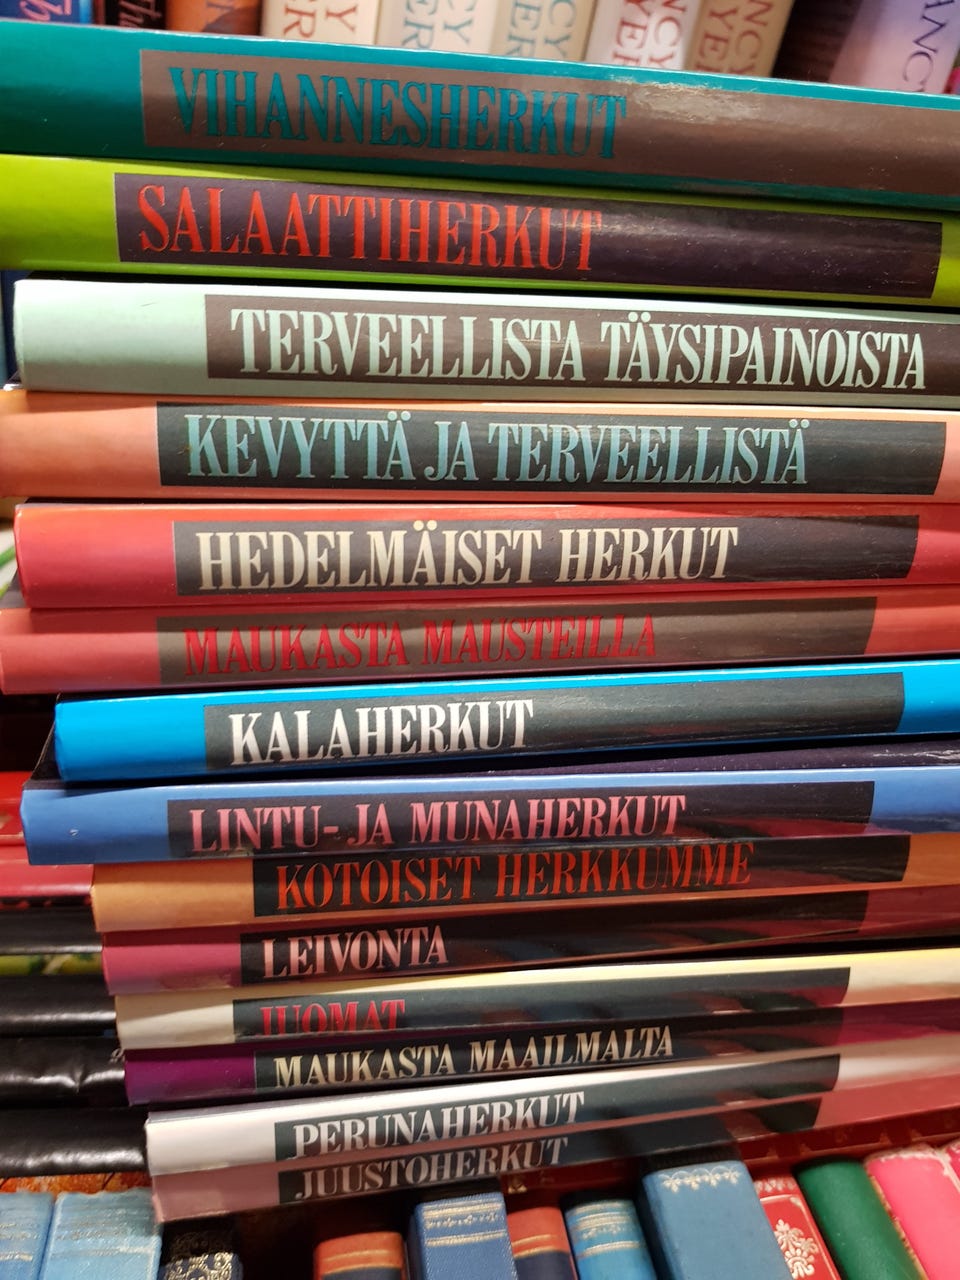 VIHANNESHERKUT
SALAATTIHERKUT
TERVEELLISTA TÄYSIPAINOISTA
KEVYTTÄ JA TERVEELLISTÄ
HEDELMÄISET HERKUT
MAUKASTA MAUSTEILLA
KALAHERKUT
LINTU- JA MUNAHERKUT
KOTOISET HERKKUMME
LEIVONTA
JUOMAT
MAUKASTA MAAILMALTA
PERUNAHERKUT
JUUSTOHERKUT